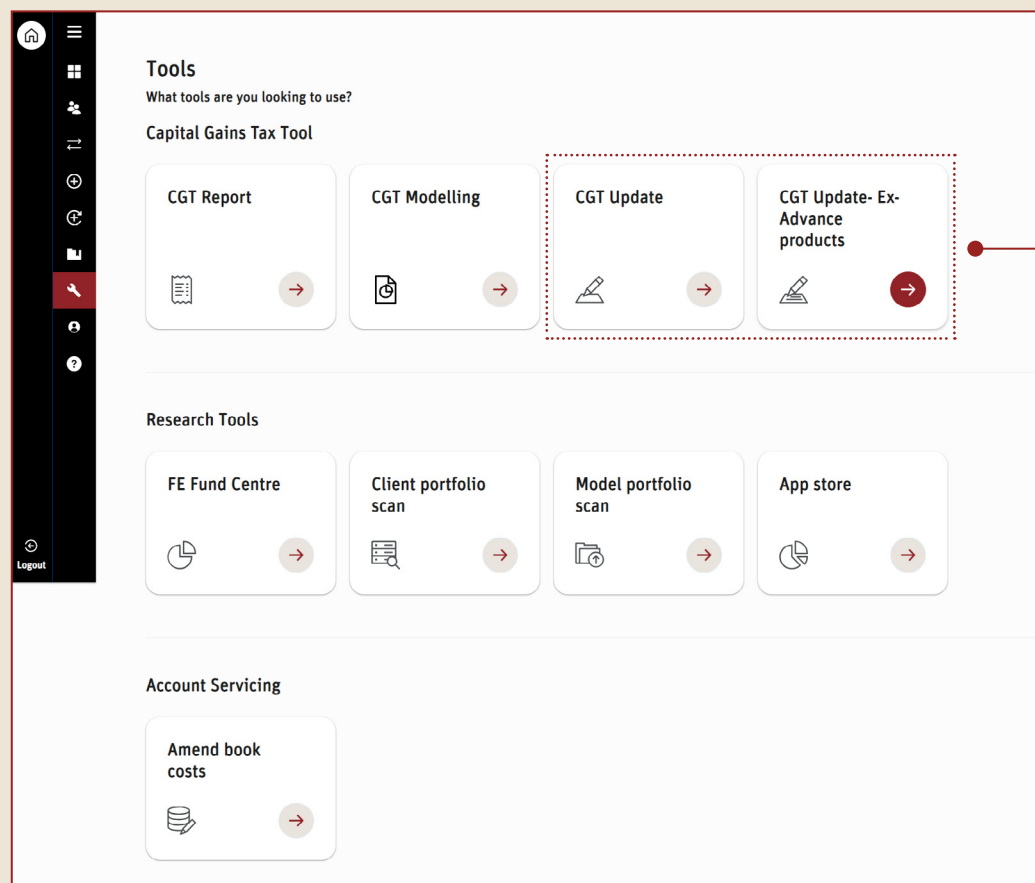 Tools
What tools are you looking to use?
Capital Gains Tax Tool
CGT Report
CGT Modelling
CGT Update
CGT Update- Ex-
Advance
products
Research Tools
FE Fund Centre
Client portfolio
scan
Model portfolio
scan
App store
Logout
Account Servicing
Amend book
costs